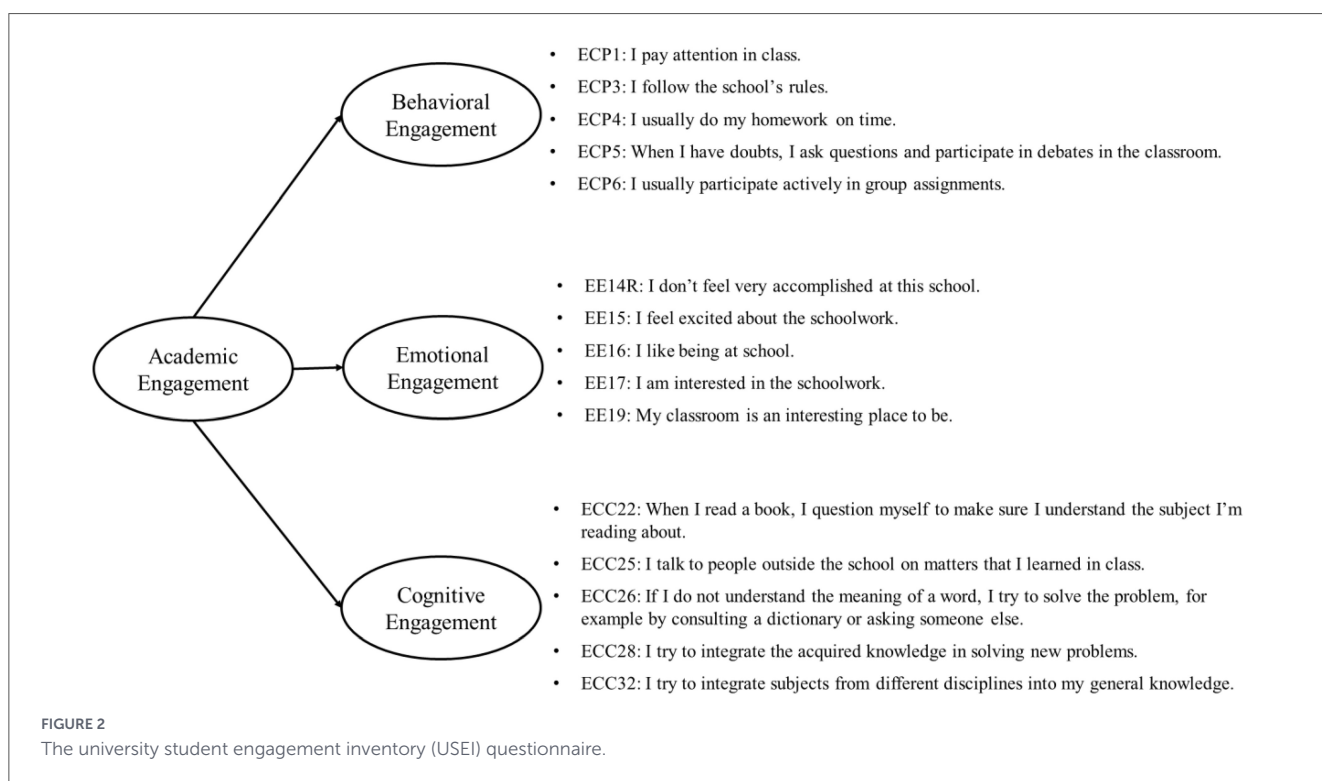 Behavioral
Engagement
• ECP1: I pay attention in class.
• ECP3: I follow the school’s rules.
• ECP4: I usually do my homework on time.
• ECP5: When I have doubts, I ask questions and participate in debates in the classroom.
• ECP6: I usually participate actively in group assignments.
Academic
Engagement
Emotional
Engagement
• EE14R: I don’t feel very accomplished at this school.
• EE15: I feel excited about the schoolwork.
• EE16: I like being at school.
• EE17: I am interested in the schoolwork.
• EE19: My classroom is an interesting place to be.
Cognitive
Engagement
• ECC22: When I read a book, I question myself to make sure I understand the subject I’m
reading about.
• ECC25: I talk to people outside the school on matters that I learned in class.
• ECC26: If I do not understand the meaning of a word, I try to solve the problem, for
example by consulting a dictionary or asking someone else.
• ECC28: I try to integrate the acquired knowledge in solving new problems.
• ECC32: I try to integrate subjects from different disciplines into my general knowledge.
FIGURE 2
The university student engagement inventory (USEI) questionnaire.